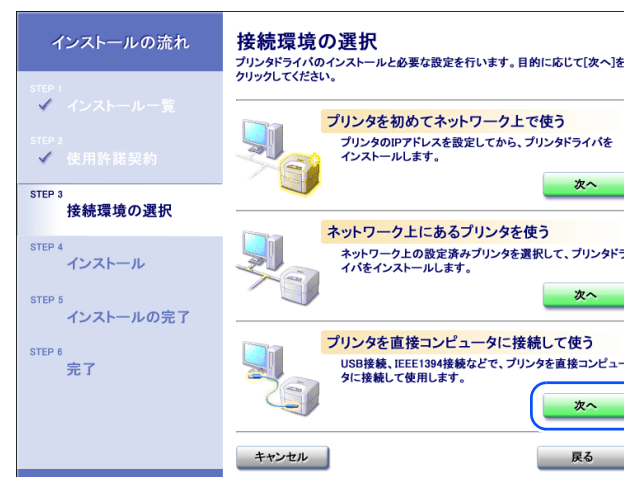 インストールの流れ
STEP 1
インストール一覧
STEP 2
使用許諾契約
STEP 3
接続環境の選択
STEP 4
インストール
STEP 5
インストールの完了
STEP 6
完了
接続環境の選択
プリンタドライバのインストールと必要な設定を行います。目的に応じて[次へ]を
クリックしてください。
プリンタを初めてネットワーク上で使う
プリンタのIPアドレスを設定してから、プリンタドライバを
インストールします。
次へ
ネットワーク上にあるプリンタを使う
ネットワーク上の設定済みプリンタを選択して、プリンタドラ
イバをインストールします。
次へ
プリンタを直接コンピュータに接続して使う
USB接続、IEEE1394接続などで、プリンタを直接コンピュー
タに接続して使用します。
次へ
キャンセル
戻る